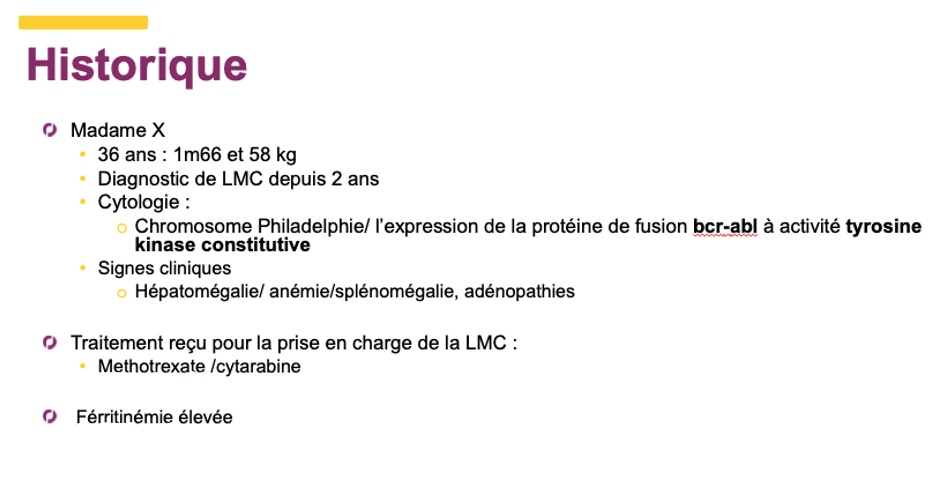 Historique
Madame X
36 ans : 1m66 et 58 kg
Diagnostic de LMC depuis 2 ans
Cytologie :
Chromosome Philadelphie/ l’expression de la protéine de fusion bcr-abl à activité tyrosine
kinase constitutive
Signes cliniques
Hépatomégalie/ anémie/splénomégalie, adénopathies
Traitement reçu pour la prise en charge de la LMC :
Methotrexate /cytarabine
Férritinémie élevée